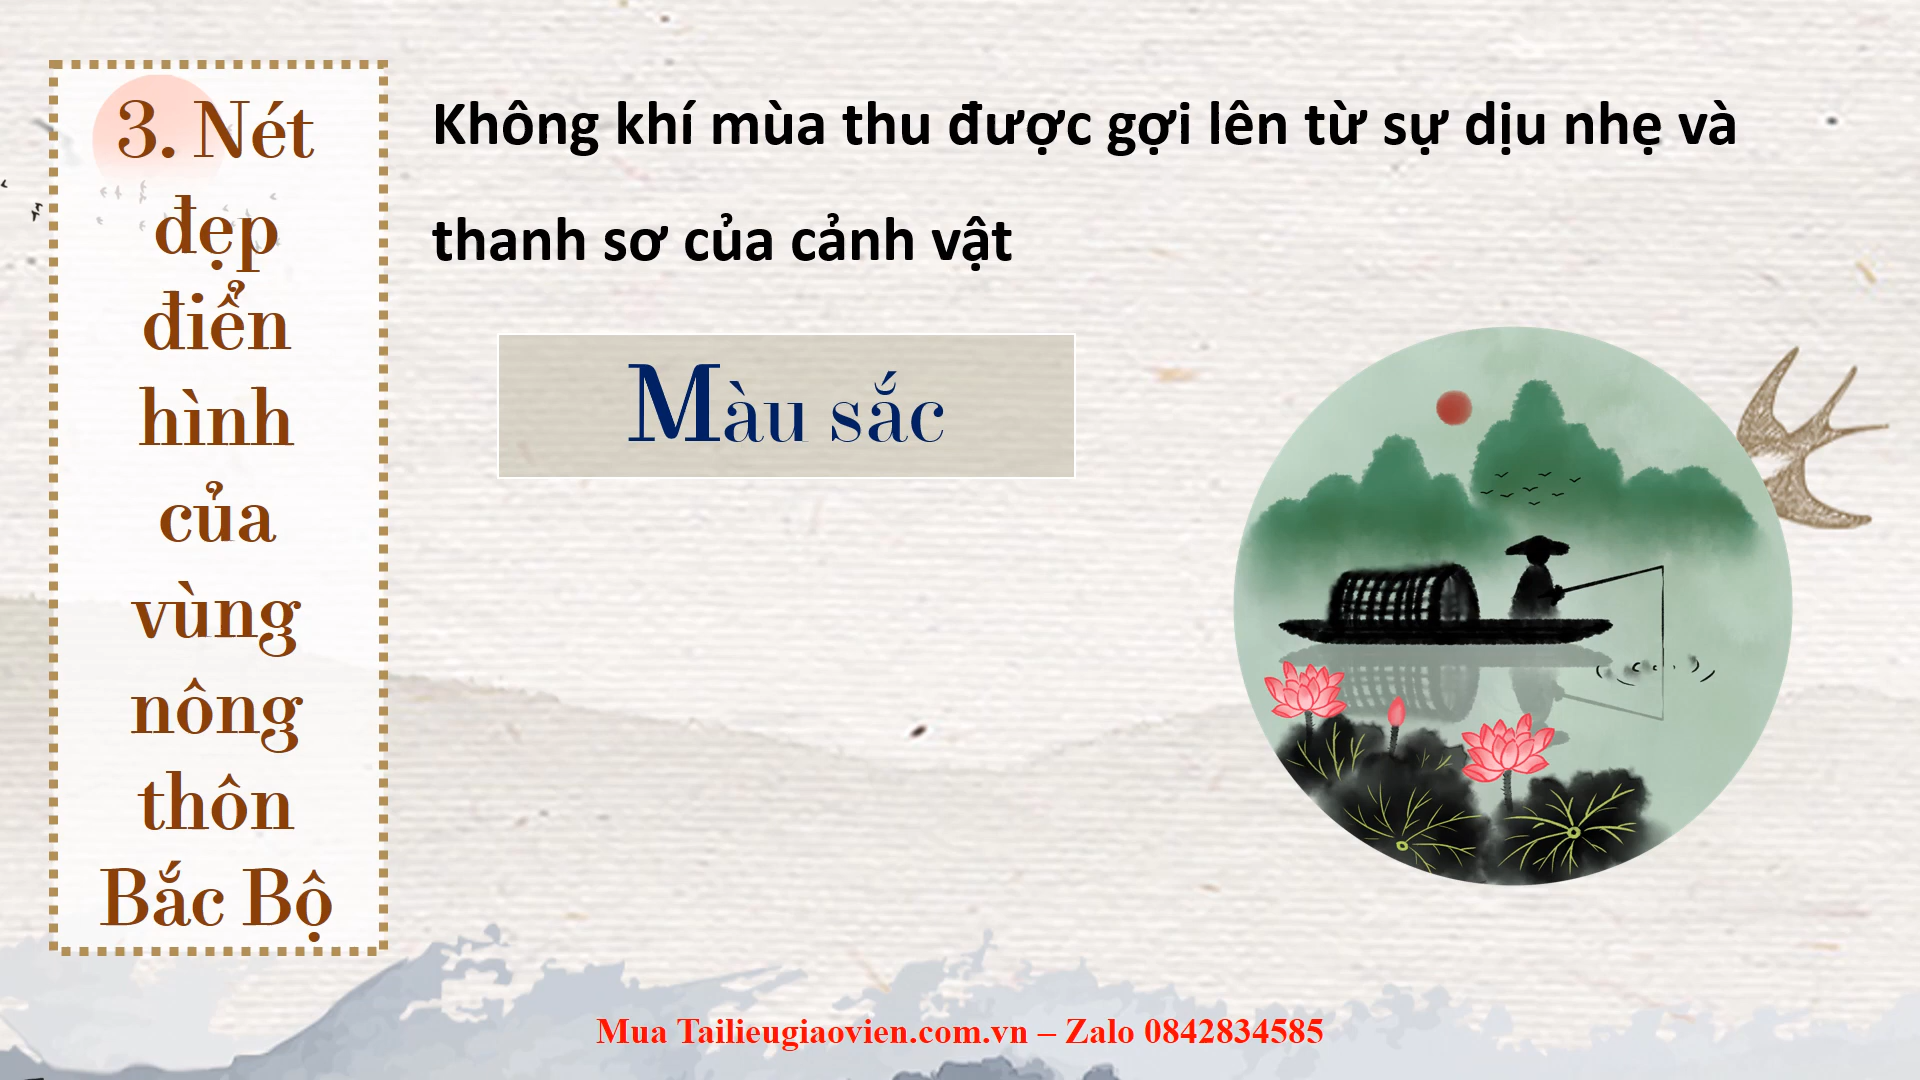 3. Nét
đẹp
điển
hình
của
vùng
nông
thôn
Bắc Bộ
Không khí mùa thu được gợi lên từ sự dịu nhẹ và
thanh sơ của cảnh vật
Màu sắc
Mua Tailieugiaovien.com.vn – Zalo 0842834585